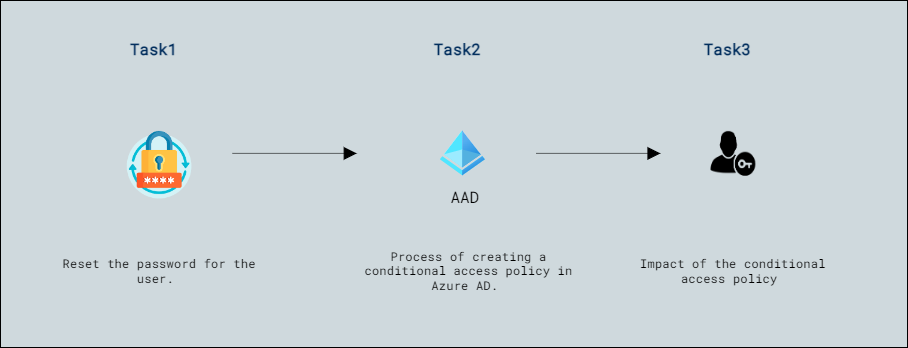 Task1
Task2
Task3
****
AAD
Reset the password for the
user.
Process of creating a
conditional access policy in
Azure AD.
Impact of the conditional
access policy